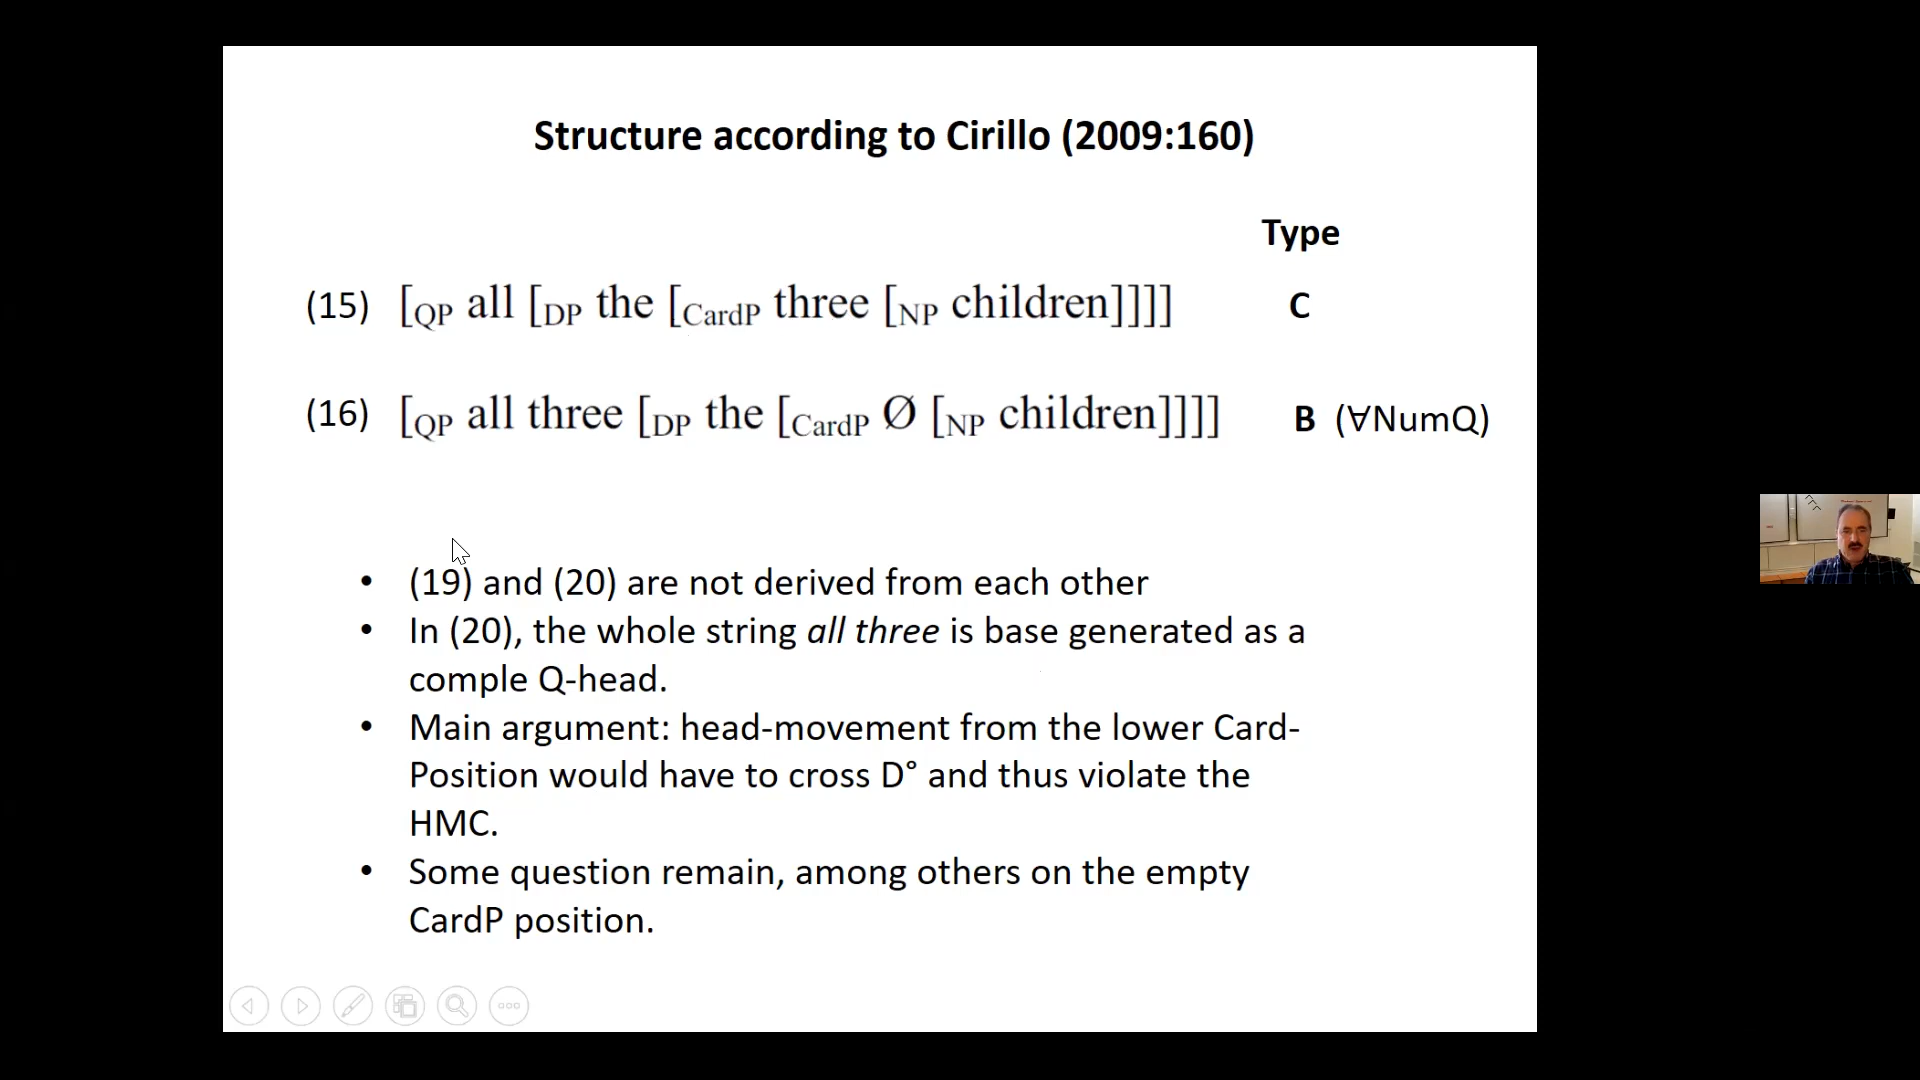 Structure according to Cirillo (2009:160)
Type
(15) [QP all [DP the [CardP three [NP children]]]] C
(16) [QP all three [DP the [CardP Ø [NP children]]]] B (∀NumQ)
• (19) and (20) are not derived from each other
• In (20), the whole string all three is base generated as a
comple Q-head.
• Main argument: head-movement from the lower Card-
Position would have to cross D° and thus violate the
HMC.
• Some question remain, among others on the empty
CardP position.